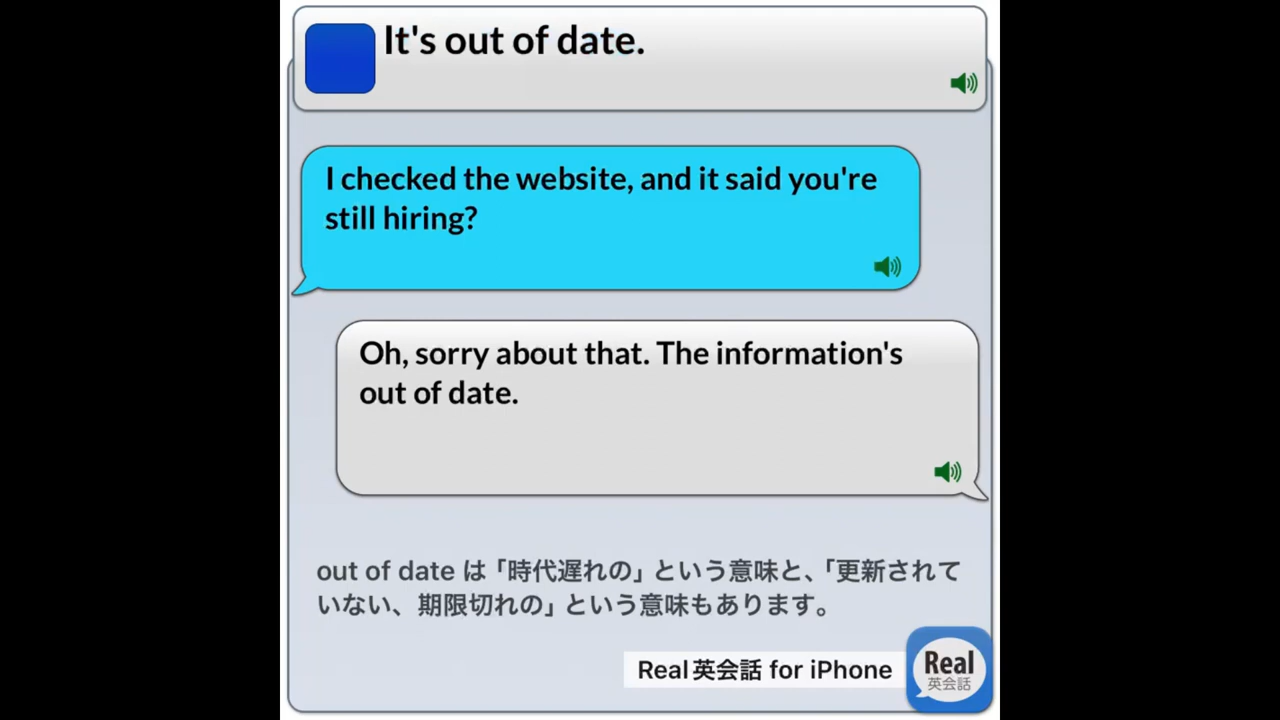 It's out of date.
I checked the website, and it said you're
still hiring?
Oh, sorry about that. The information's
out of date.
out of date は「時代遅れの」という意味と、「更新されて
いない、期限切れの」という意味もあります。
Real英会話 for iPhone
Real
英会話